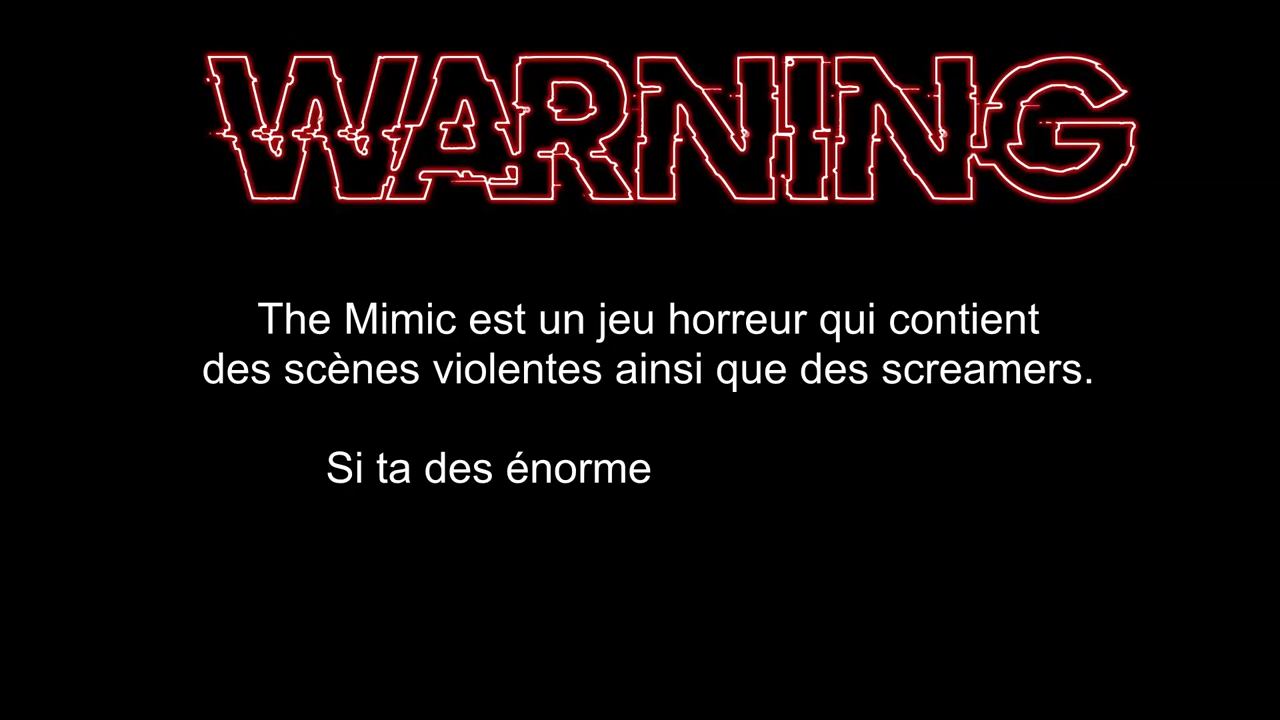 WARNING
The Mimic est un jeu horreur qui contient
des scènes violentes ainsi que des screamers.
Si ta des énorme